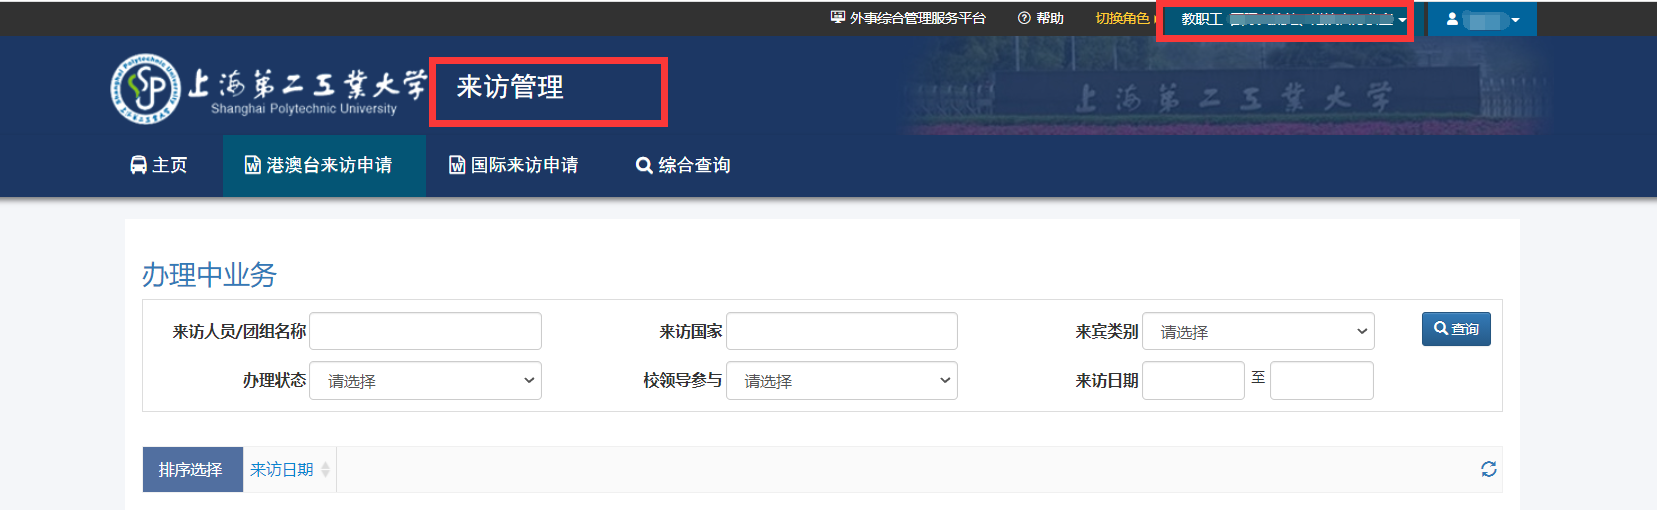 外事综合管理服务平台 帮助 切换角色 教职工
上海第二工業大学 来访管理
Shanghai Polytechnic University
上海第二工業大学
主页 港澳台来访申请 国际来访申请 综合查询
办理中业务
来访人员/团组名称 来访国家 来宾类别 请选择 查询
办理状态 请选择 校领导参与 请选择 来访日期 至
排序选择 来访日期